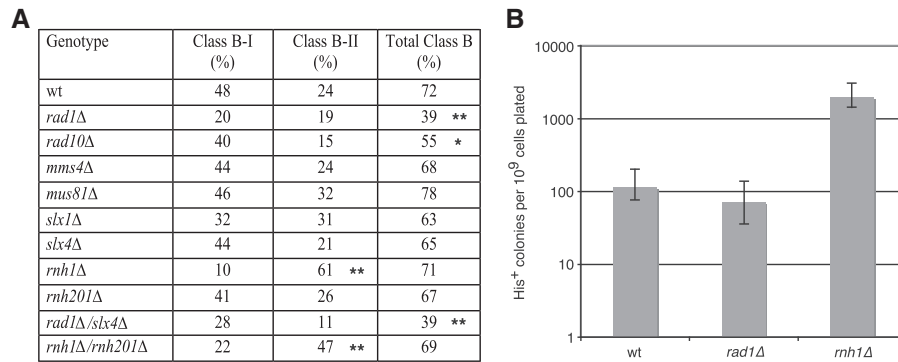 A
Genotype Class B-I (%) Class B-II (%) Total Class B (%)
wt 48 24 72
rad1Δ 20 19 39 **
rad10Δ 40 15 55 *
mms4Δ 44 24 68
mus81Δ 46 32 78
slx1Δ 32 31 63
slx4Δ 44 21 65
rnh1Δ 10 61 ** 71
rnh201Δ 41 26 67
rad1Δ/slx4Δ 28 11 39 **
rnh1Δ/rnh201Δ 22 47 ** 69
B
His+ colonies per 10^9 cells plated
10000
1000
100
10
1
wt rad1Δ rnh1Δ